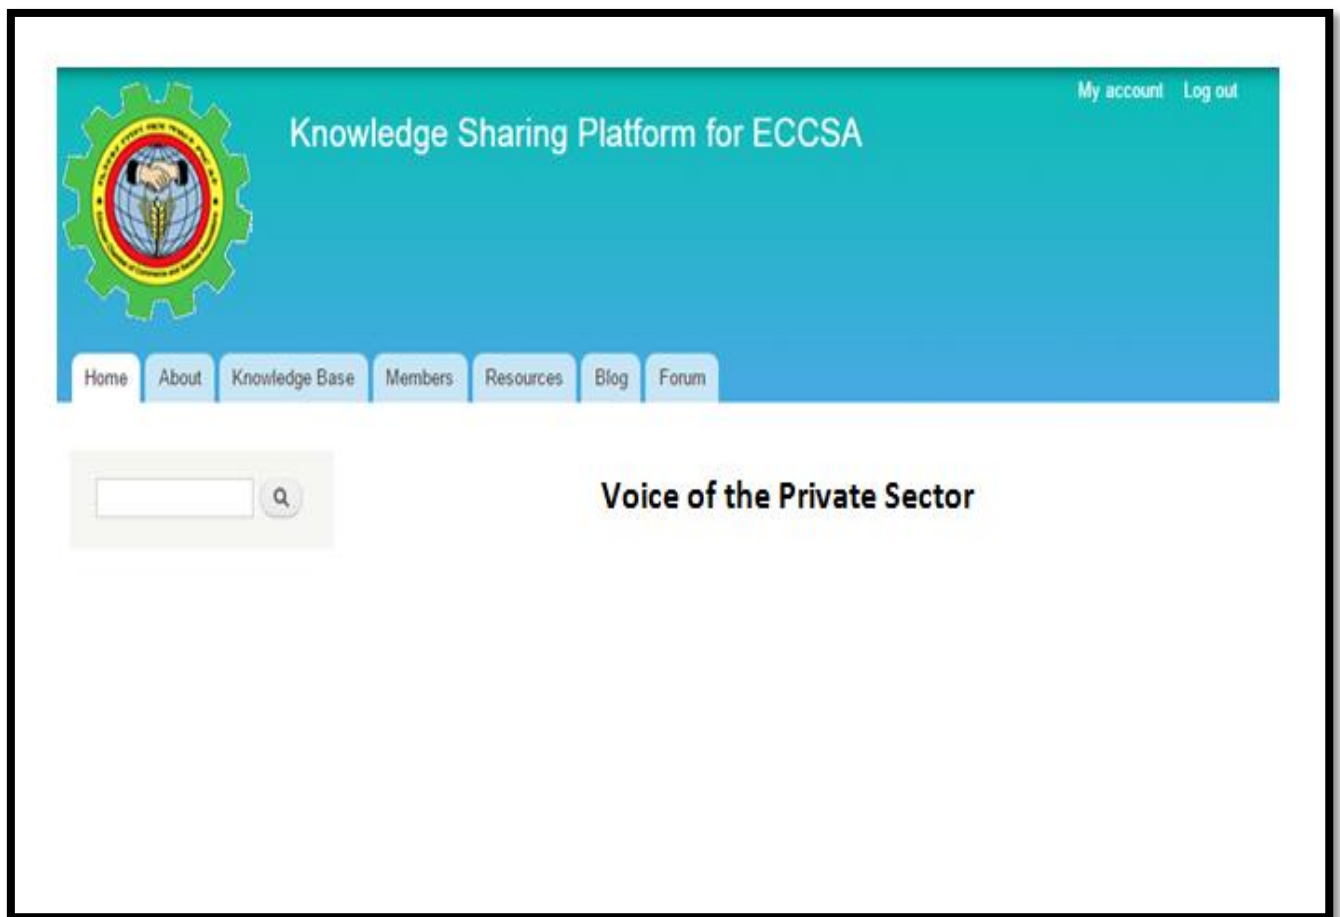 My account Log out
Knowledge Sharing Platform for ECCSA
Home About Knowledge Base Members Resources Blog Forum
Voice of the Private Sector